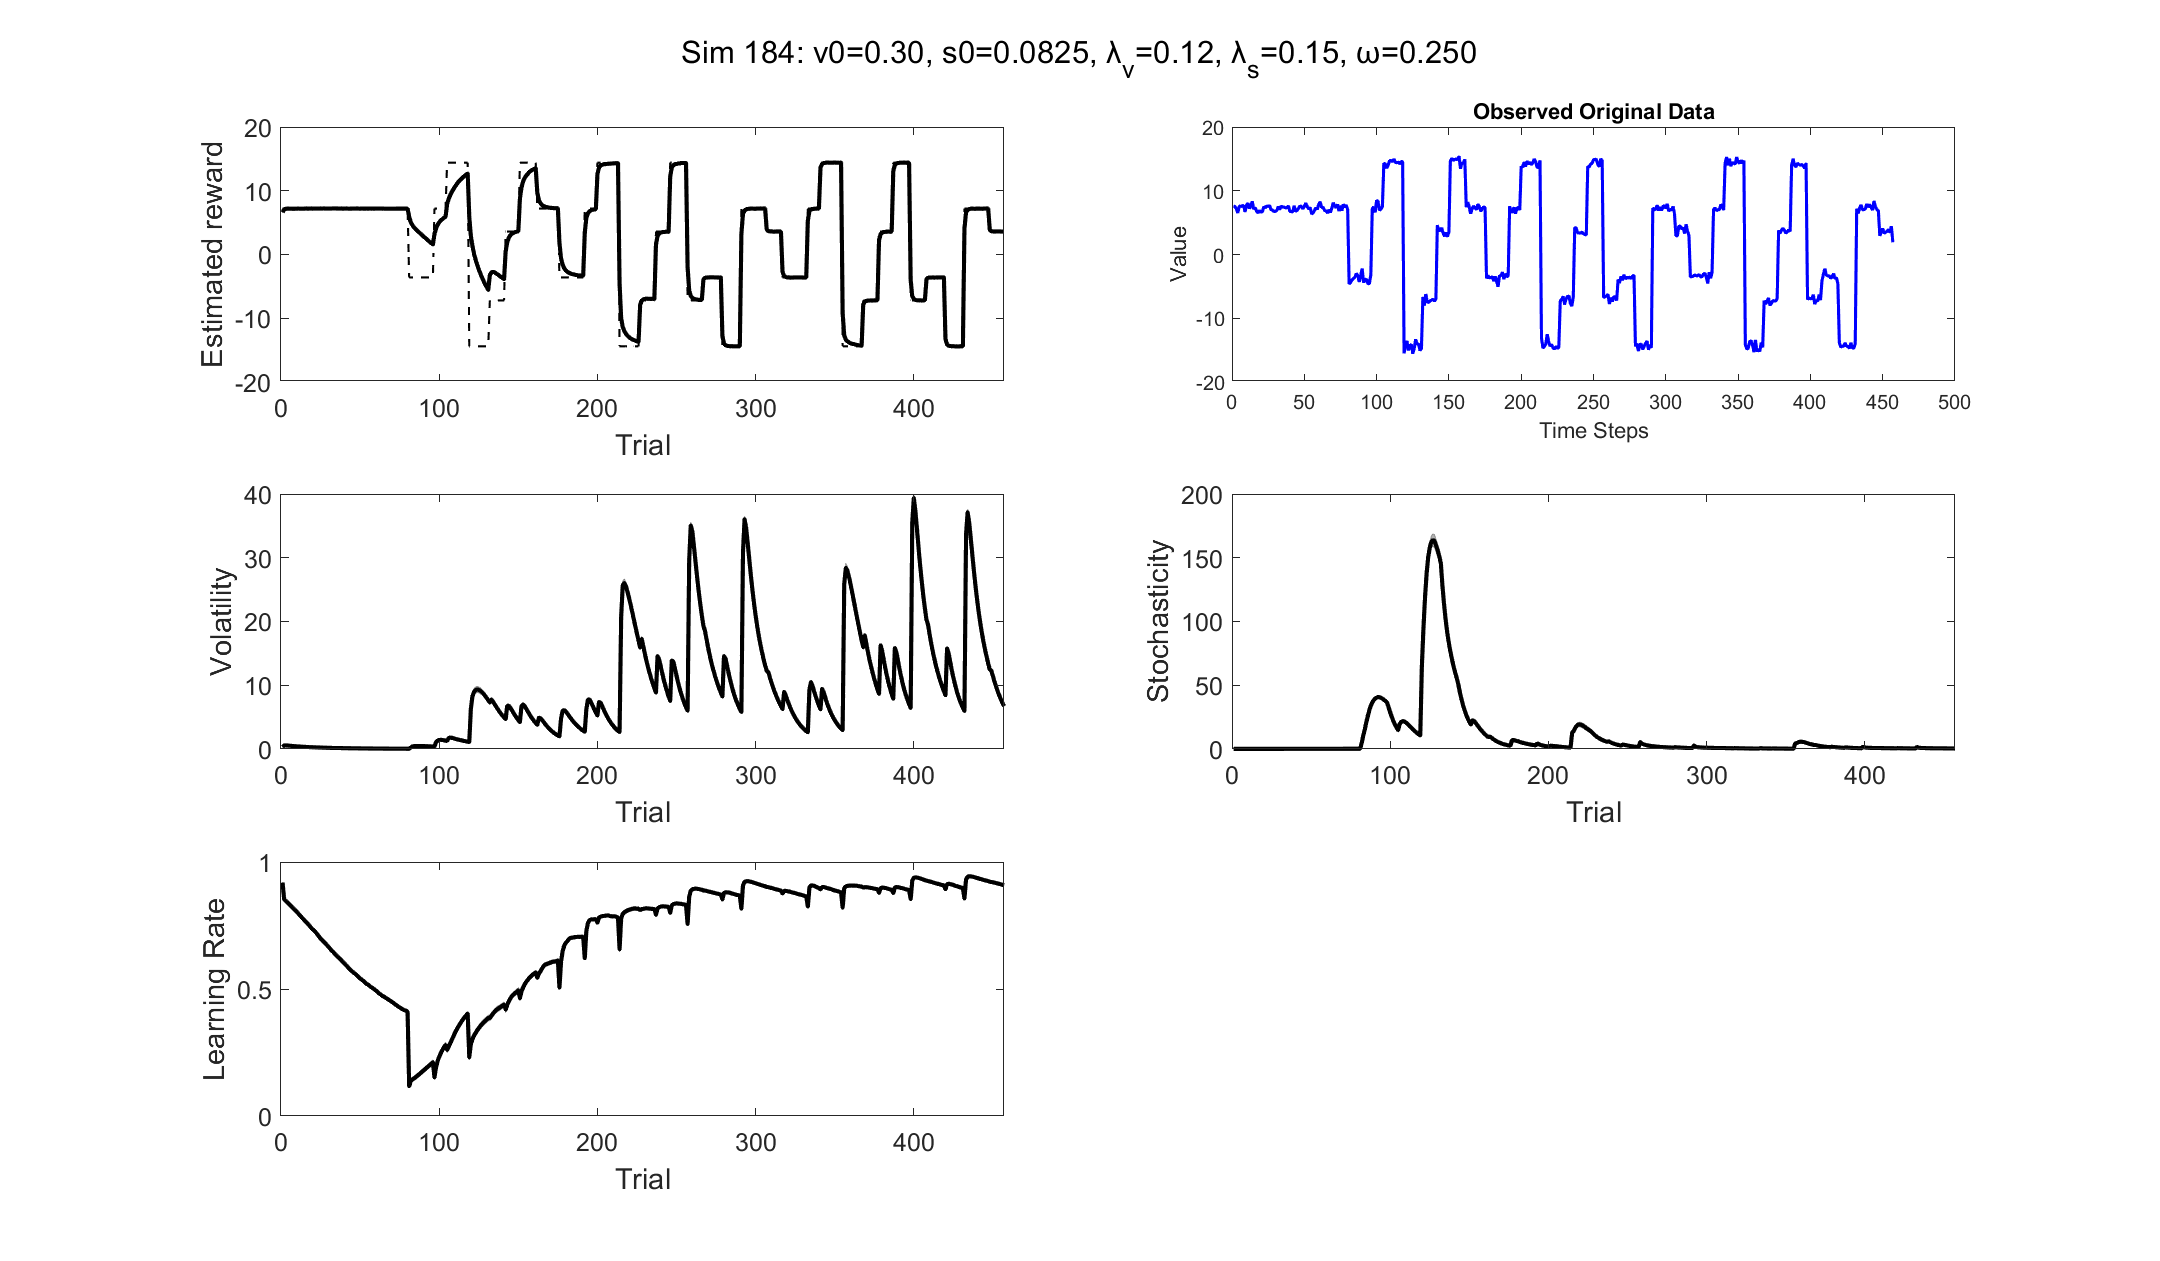 Sim 184: v0=0.30, s0=0.0825, λv=0.12, λs=0.15, ω=0.250
Estimated reward
20
10
0
-10
-20
0 100 200 300 400
Trial
Observed Original Data
Value
20
10
0
-10
-20
0 50 100 150 200 250 300 350 400 450 500
Time Steps
Volatility
40
30
20
10
0
0 100 200 300 400
Trial
Stochasticity
200
150
100
50
0
0 100 200 300 400
Trial
Learning Rate
1
0.5
0
0 100 200 300 400
Trial